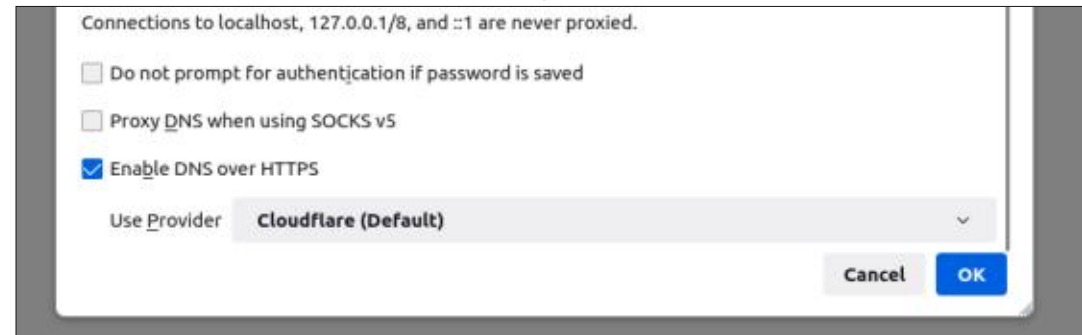 Connections to localhost, 127.0.0.1/8, and ::1 are never proxied.
Do not prompt for authentication if password is saved
Proxy DNS when using SOCKS v5
Enable DNS over HTTPS
Use Provider Cloudflare (Default)
Cancel OK